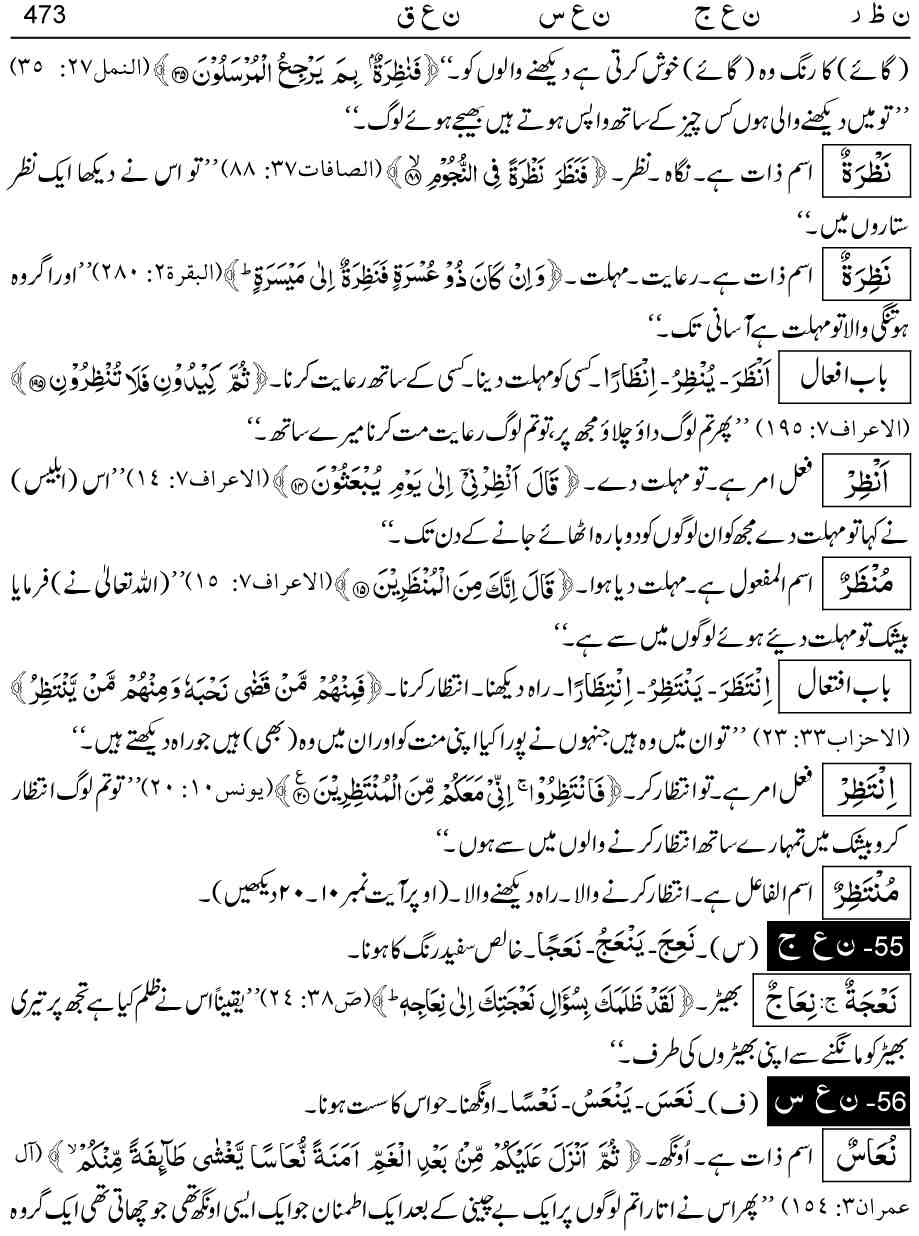 ن ظ ر ن ع ج ن ع س ن ع ق 473
(گائے) کا رنگ وہ (گائے) خوش کرتی ہے دیکھنے والوں کو۔‘‘ ﴿فَنٰظِرَةٌۢ بِمَ يَرْجِعُ الْمُرْسَلُوْنَ ۝۳۵﴾ (النمل۲۷: ۳۵)
’’تو میں دیکھنے والی ہوں کس چیز کے ساتھ واپس ہوتے ہیں بھیجے ہوئے لوگ۔‘‘
نَظْرَةٌ اسم ذات ہے۔ نگاہ۔ نظر۔ ﴿فَنَظَرَ نَظْرَةً فِى النُّجُوْمِ ۝۸۸ۙ﴾ (الصافات۳۷: ۸۸) ’’تو اس نے دیکھا ایک نظر
ستاروں میں۔‘‘
نَظِرَةٌ اسم ذات ہے۔ رعایت۔ مہلت۔ ﴿وَاِنْ كَانَ ذُوْ عُسْرَةٍ فَنَظِرَةٌ اِلٰى مَيْسَرَةٍ ؕ﴾ (البقرة۲: ۲۸۰) ’’اور اگر وہ
ہو تنگی والا تو مہلت ہے آسانی تک۔‘‘
باب افعال اَنْظَرَ - يُنْظِرُ - اِنْظَارًا۔ کسی کو مہلت دینا۔ کسی کے ساتھ رعایت کرنا۔ ﴿ثُمَّ كِيْدُوْنِ فَلَا تُنْظِرُوْنِ ۝۱۹۵﴾
(الاعراف۷: ۱۹۵) ’’پھر تم لوگ داؤ چلاؤ مجھ پر، تو تم لوگ رعایت مت کرنا میرے ساتھ۔‘‘
اَنْظِرْ فعل امر ہے۔ تو مہلت دے۔ ﴿قَالَ اَنْظِرْنِىْٓ اِلٰى يَوْمِ يُبْعَثُوْنَ ۝۱۴﴾ (الاعراف۷: ۱۴) ’’اس (ابلیس)
نے کہا تو مہلت دے مجھ کو ان لوگوں کو دوبارہ اٹھائے جانے کے دن تک۔‘‘
مُنْظَرٌ اسم المفعول ہے۔ مہلت دیا ہوا۔ ﴿قَالَ اِنَّكَ مِنَ الْمُنْظَرِيْنَ ۝۱۵﴾ (الاعراف۷: ۱۵) ’’(اللہ تعالیٰ نے) فرمایا
بیشک تو مہلت دیئے ہوئے لوگوں میں سے ہے۔‘‘
باب افتعال اِنْتَظَرَ - يَنْتَظِرُ - اِنْتِظَارًا۔ راہ دیکھنا۔ انتظار کرنا۔ ﴿فَمِنْهُمْ مَّنْ قَضٰى نَحْبَهٗ وَمِنْهُمْ مَّنْ يَّنْتَظِرُ﴾
(الاحزاب۳۳: ۲۳) ’’تو ان میں وہ ہیں جنہوں نے پورا کیا اپنی منت کو اور ان میں وہ (بھی) ہیں جو راہ دیکھتے ہیں۔‘‘
اِنْتَظِرْ فعل امر ہے۔ تو انتظار کر۔ ﴿فَانْتَظِرُوْا ۚ اِنِّىْ مَعَكُمْ مِّنَ الْمُنْتَظِرِيْنَ ۝۲۰ۧ﴾ (یونس۱۰: ۲۰) ’’تو تم لوگ انتظار
کرو بیشک میں تمہارے ساتھ انتظار کرنے والوں میں سے ہوں۔‘‘
مُنْتَظِرٌ اسم الفاعل ہے۔ انتظار کرنے والا۔ راہ دیکھنے والا۔ (اوپر آیت نمبر ۱۰۔۲۰ دیکھیں)۔
55- ن ع ج (س)۔ نَعِجَ - يَنْعَجُ - نَعَجًا۔ خالص سفید رنگ کا ہونا۔
نَعْجَةٌ ج: نِعَاجٌ بھیڑ۔ ﴿لَقَدْ ظَلَمَكَ بِسُؤَالِ نَعْجَتِكَ اِلٰى نِعَاجِهٖ ؕ﴾ (صٓ۳۸: ۲۴) ’’یقیناً اس نے ظلم کیا ہے تجھ پر تیری
بھیڑ کو مانگنے سے اپنی بھیڑوں کی طرف۔‘‘
56- ن ع س (ف)۔ نَعَسَ - يَنْعَسُ - نَعْسًا۔ اونگھنا۔ حواس کا سست ہونا۔
نُعَاسٌ اسم ذات ہے۔ اُونگھ۔ ﴿ثُمَّ اَنْزَلَ عَلَيْكُمْ مِّنْۢ بَعْدِ الْغَمِّ اَمَنَةً نُّعَاسًا يَّغْشٰى طَآئِفَةً مِّنْكُمْ ۙ﴾ (آل
عمران۳: ۱۵۴) ’’پھر اس نے اتارا تم لوگوں پر ایک بے چینی کے بعد ایک اطمنان جو ایک ایسی اونگھ تھی جو چھاتی تھی ایک گروہ